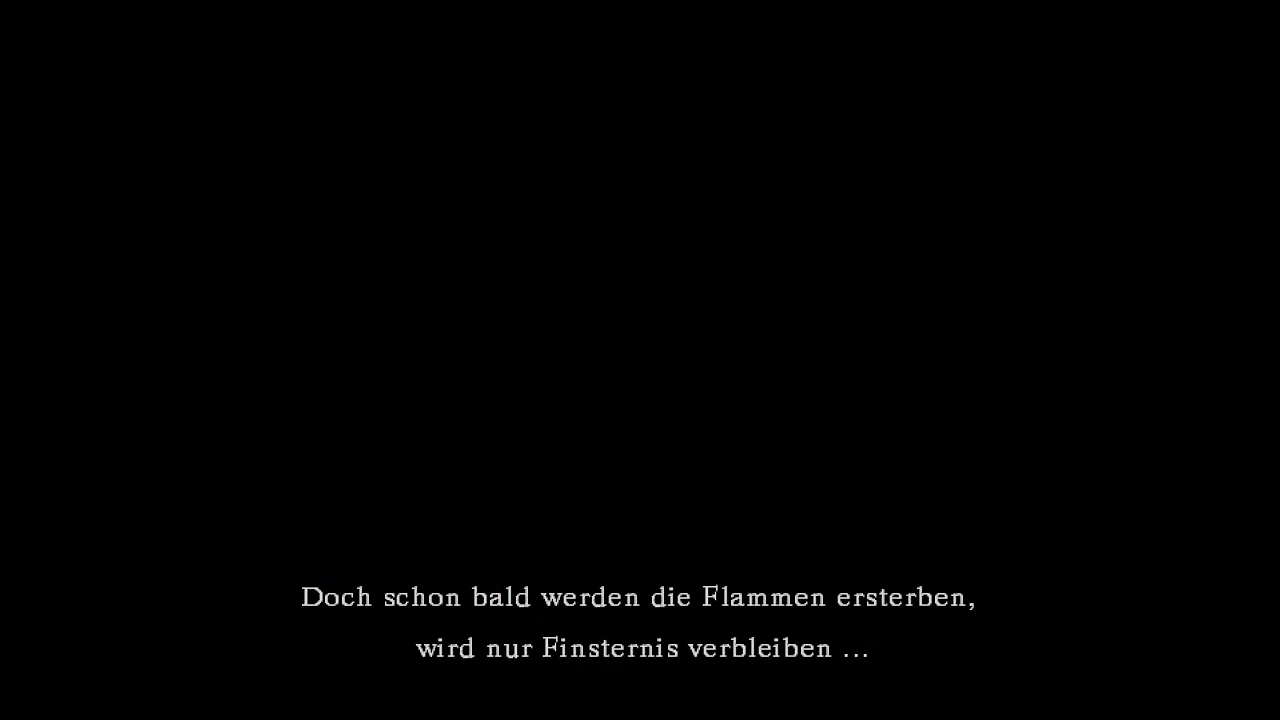 Doch schon bald werden die Flammen ersterben,
wird nur Finsternis verbleiben ...